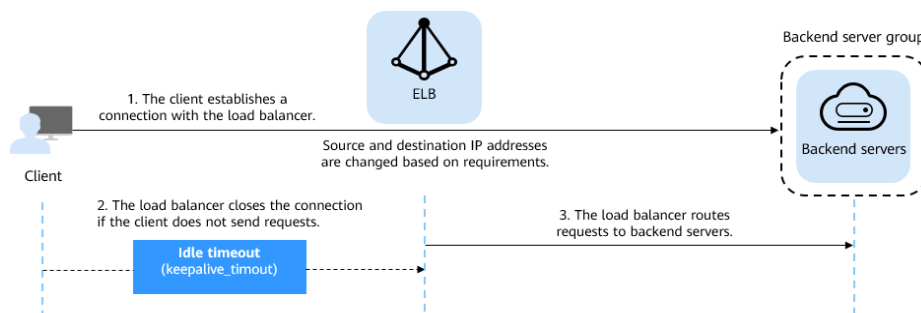 Backend server group
1. The client establishes a
connection with the load balancer.
ELB
Source and destination IP addresses
are changed based on requirements.
Backend servers
Client
2. The load balancer closes the connection
if the client does not send requests.
3. The load balancer routes
requests to backend servers.
Idle timeout
(keepalive_timout)